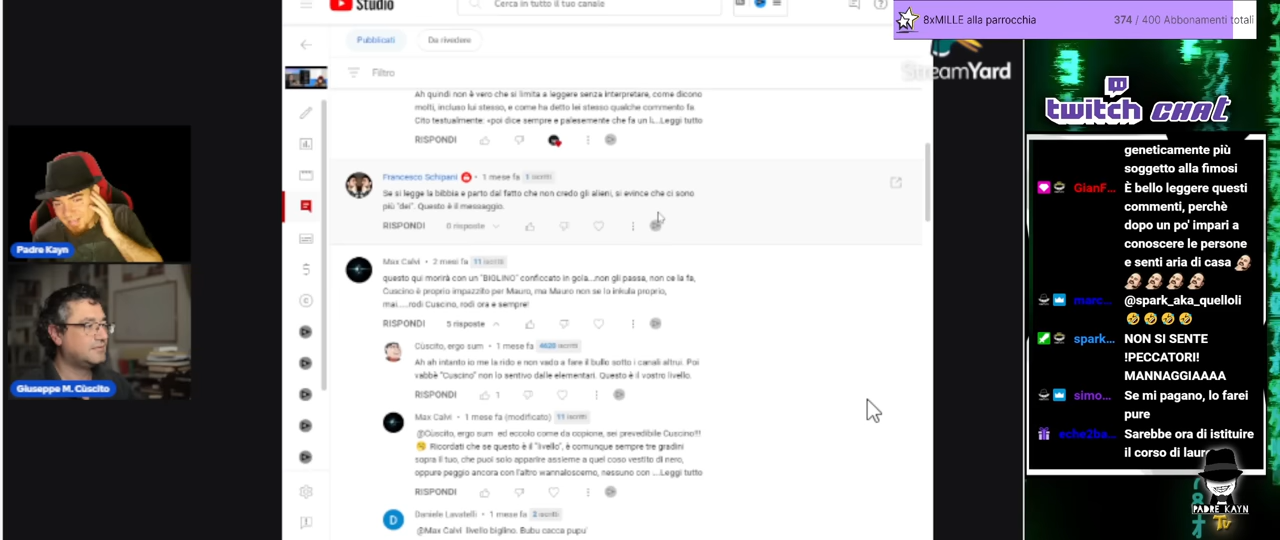 Studio
Cerca in tutto il tuo canale
8xMILLE alla parrocchia
374 / 400 Abbonamenti totali
Pubblicati
Da rivedere
StreamYard
Filtro
Ah quindi non è vero che si limita a leggere senza interpretare, come dicono
molti, incluso lui stesso, e come ha detto lei stesso qualche commento fa
Cito testualmente: «poi dice sempre e palesemente che fa un l...Leggi tutto
RISPONDI
Francesco Schipani • 1 mese fa 1 iscritti
Se si legge la bibbia e parto dal fatto che non credo gli alieni, si evince che ci sono
più "dei". Questo è il messaggio.
RISPONDI 0 risposte
Max Calvi • 2 mesi fa 11 iscritti
questo qui morirà con un "BIGLINO" conficcato in gola...non gli passa, non ce la fa,
Cuscino è proprio impazzito per Mauro, ma Mauro non se lo inkula proprio,
mai.....rodi Cuscino, rodi ora e sempre!
RISPONDI 5 risposte
Cùscito, ergo sum • 1 mese fa
Ah ah intanto io me la rido e non vado a fare il bullo sotto i canali altrui. Poi
vabbè "Cuscino" non lo sentivo dalle elementari. Questo è il vostro livello.
RISPONDI 1
Max Calvi • 1 mese fa (modificato) 11 iscritti
@Cùscito, ergo sum ed eccolo come da copione, sei prevedibile Cuscino!!!
Ricordati che se questo è il "livello", è comunque sempre tre gradini
sopra il tuo, che puoi solo apparire assieme a quel coso vestito di nero,
oppure peggio ancora con l'altro wannaloscemo, nessuno con ....Leggi tutto
RISPONDI
D
Daniele Lavatelli • 1 mese fa 2 iscritti
@Max Calvi livello biglino. Bubu cacca pupu'
Padre Kayn
Giuseppe M. Cùscito
twitch CHAT
geneticamente più
soggetto alla fimosi
GianF... È bello leggere questi
commenti, perchè
dopo un po' impari a
conoscere le persone
e senti aria di casa
marc... @spark_aka_quelloli
spark... NON SI SENTE
!PECCATORI!
MANNAGGIAAAA
simo... Se mi pagano, lo farei
pure
Sarebbe ora di istituire
il corso di
PADRE KAYN
Tv